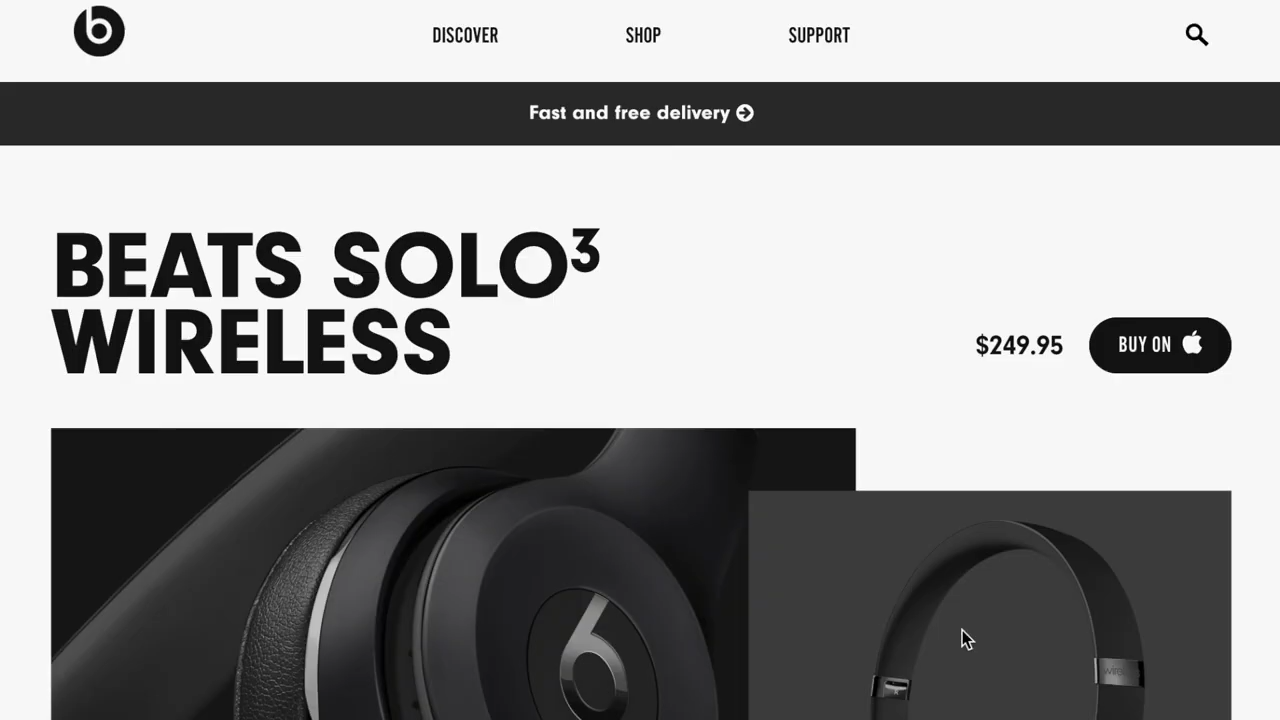 DISCOVER
SHOP
SUPPORT
Fast and free delivery
BEATS SOLO³
WIRELESS
$249.95
BUY ON